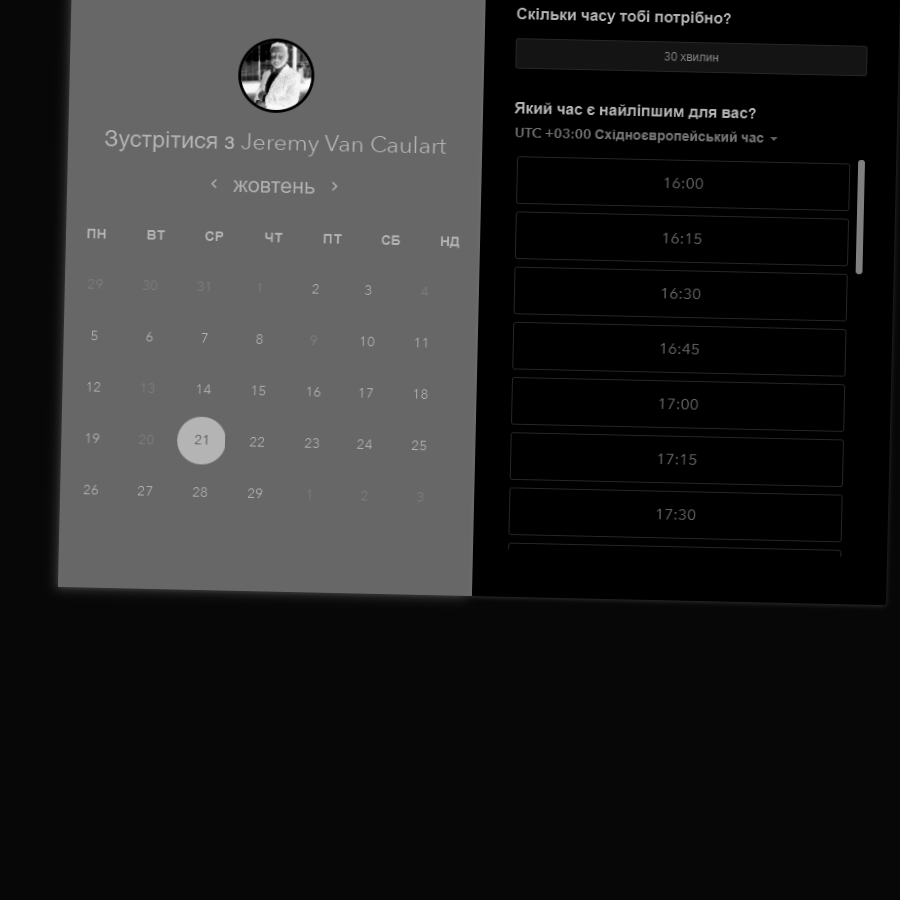 Зустрітися з Jeremy Van Caulart
жовтень
ПН ВТ СР ЧТ ПТ СБ НД
29 30 31 1 2 3 4
5 6 7 8 9 10 11
12 13 14 15 16 17 18
19 20 21 22 23 24 25
26 27 28 29 1 2 3
Скільки часу тобі потрібно?
30 хвилин
Який час є найліпшим для вас?
UTC +03:00 Східноєвропейський час
16:00
16:15
16:30
16:45
17:00
17:15
17:30